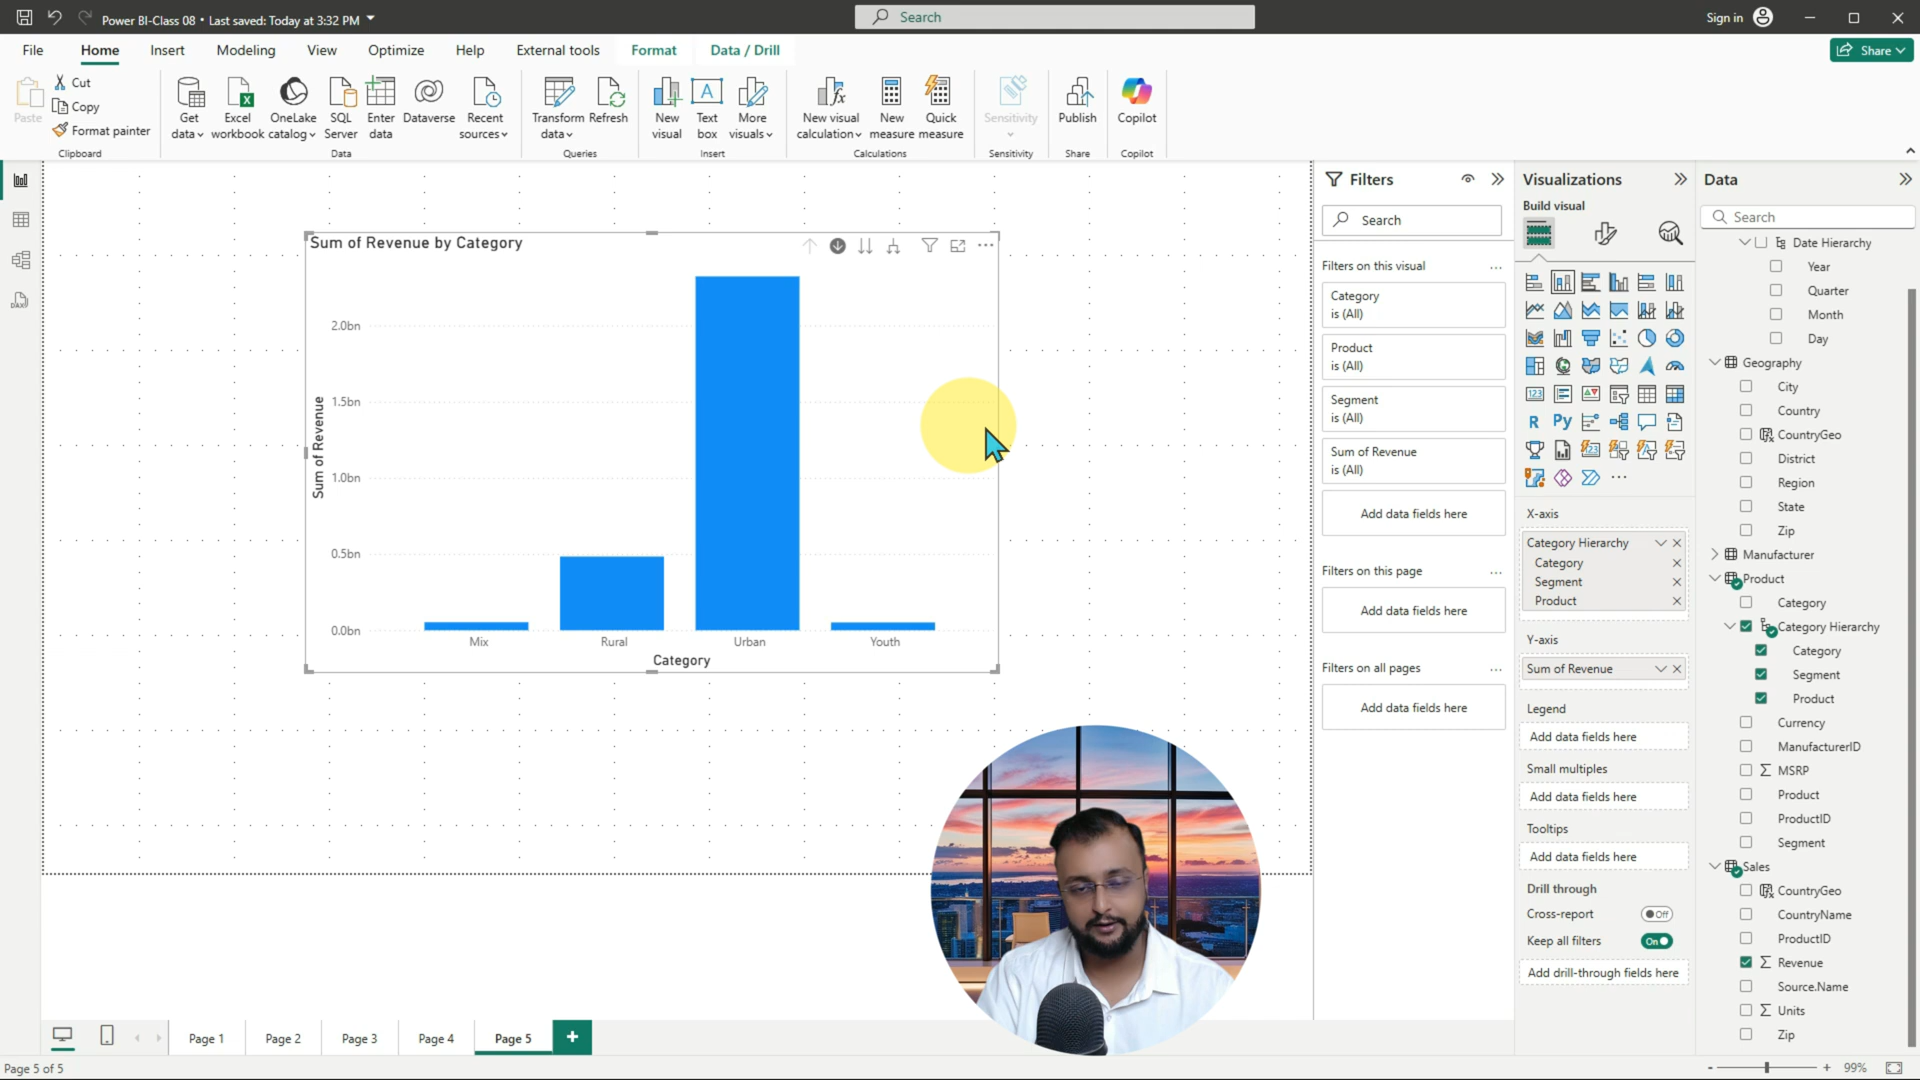 Power BI-Class 08 • Last saved: Today at 3:32 PM
Search
Sign in
File
Home
Insert
Modeling
View
Optimize
Help
External tools
Format
Data / Drill
Share
Paste
Cut
Copy
Format painter
Clipboard
Get data
Excel workbook
OneLake catalog
SQL Server
Enter data
Dataverse
Recent sources
Data
Transform data
Refresh
Queries
New visual
Text box
More visuals
Insert
New visual calculation
New measure
Quick measure
Calculations
Sensitivity
Sensitivity
Publish
Share
Copilot
Copilot
Sum of Revenue by Category
Sum of Revenue
2.0bn
1.5bn
1.0bn
0.5bn
0.0bn
Mix
Rural
Urban
Youth
Category
Filters
Search
Filters on this visual
Category
is (All)
Product
is (All)
Segment
is (All)
Sum of Revenue
is (All)
Add data fields here
Filters on this page
Add data fields here
Filters on all pages
Add data fields here
Visualizations
Build visual
123
R
Py
X-axis
Category Hierarchy
Category
Segment
Product
Y-axis
Sum of Revenue
Legend
Add data fields here
Small multiples
Add data fields here
Tooltips
Add data fields here
Drill through
Cross-report
Off
Keep all filters
On
Add drill-through fields here
Data
Search
Date Hierarchy
Year
Quarter
Month
Day
Geography
City
Country
CountryGeo
District
Region
State
Zip
Manufacturer
Product
Category
Category Hierarchy
Category
Segment
Product
Currency
ManufacturerID
MSRP
Product
ProductID
Segment
Sales
CountryGeo
CountryName
ProductID
Revenue
Source.Name
Units
Zip
Page 1
Page 2
Page 3
Page 4
Page 5
Page 5 of 5
99%